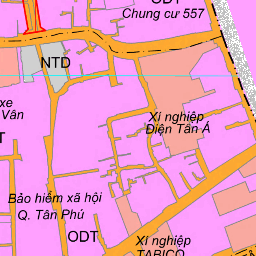 ODT
Chung cư 557
NTD
xe
Vân
Xí nghiệp
Điện Tân Á
T
Bảo hiểm xã hội
Q. Tân Phú
ODT
Xí nghiệp
TABICO